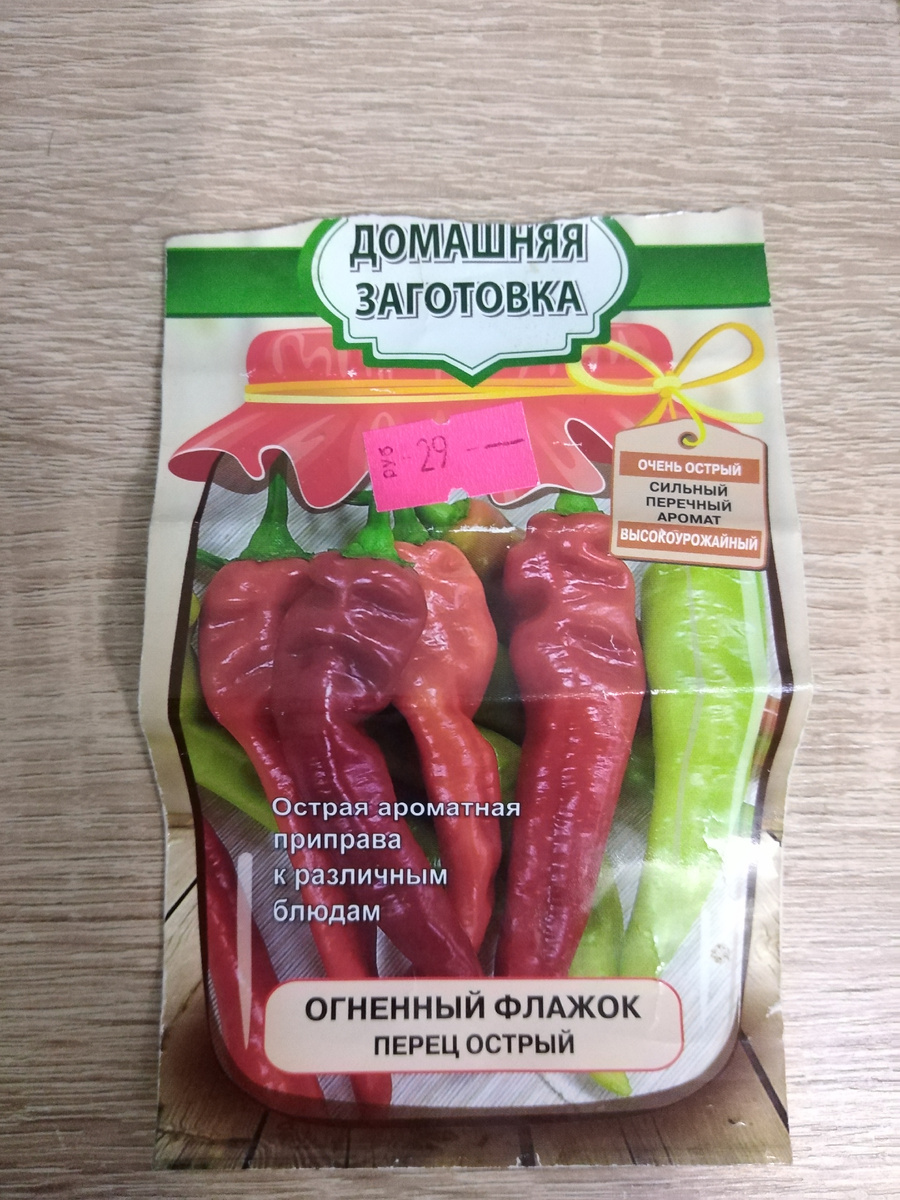 ДОМАШНЯЯ
ЗАГОТОВКА
руб
29 —
ОЧЕНЬ ОСТРЫЙ
СИЛЬНЫЙ
ПЕРЕЧНЫЙ
АРОМАТ
ВЫСОКОУРОЖАЙНЫЙ
Острая ароматная
приправа
к различным
блюдам
ОГНЕННЫЙ ФЛАЖОК
ПЕРЕЦ ОСТРЫЙ